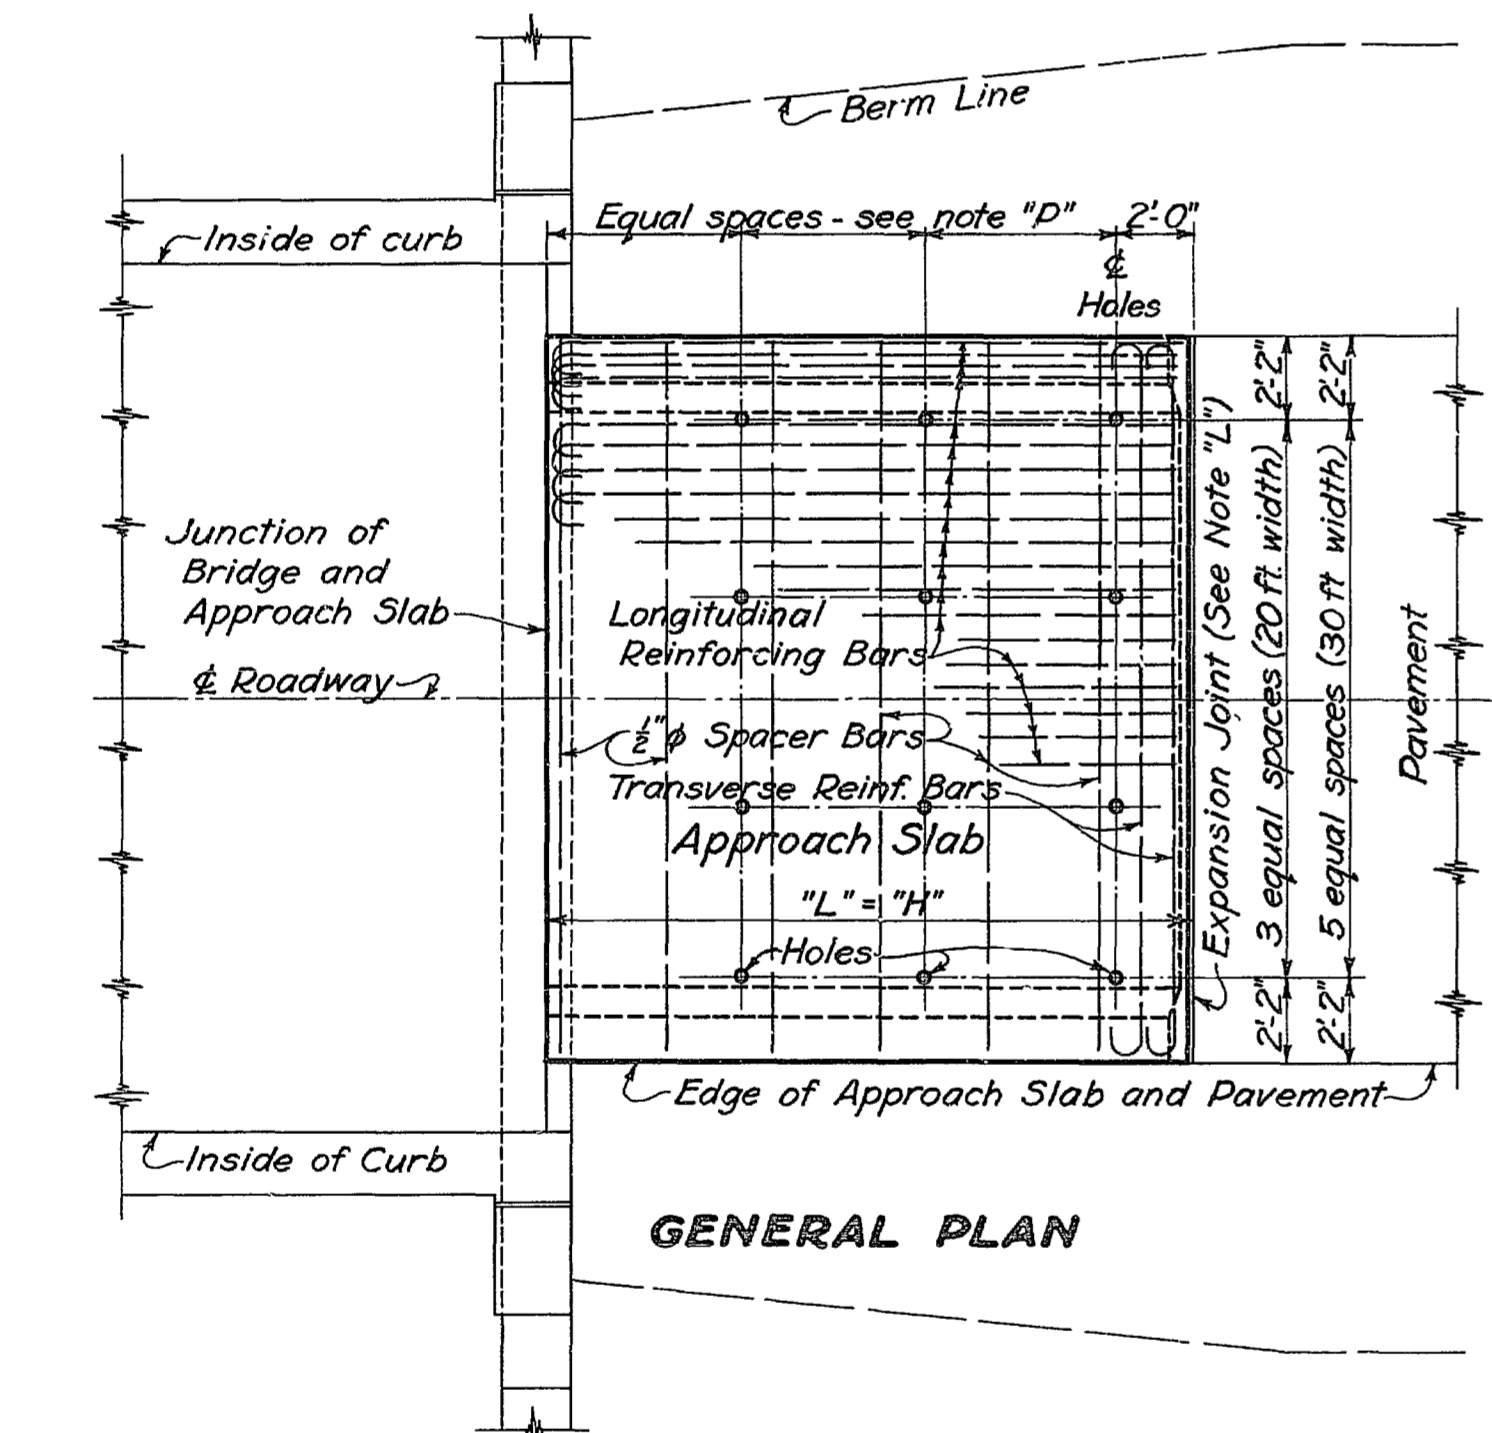 Berm Line
Equal spaces - see note "P" 2'-0"
Inside of curb
℄
Holes
2'-2"
2'-2"
Junction of
Bridge and
Approach Slab
℄ Roadway
Longitudinal
Reinforcing Bars
½"φ Spacer Bars
Transverse Reinf. Bars
Approach Slab
"L" = "H"
Holes
Expansion Joint (See Note "L")
3 equal spaces (20 ft. width)
5 equal spaces (30 ft width)
Pavement
2'-2"
2'-2"
Edge of Approach Slab and Pavement
Inside of Curb
GENERAL PLAN